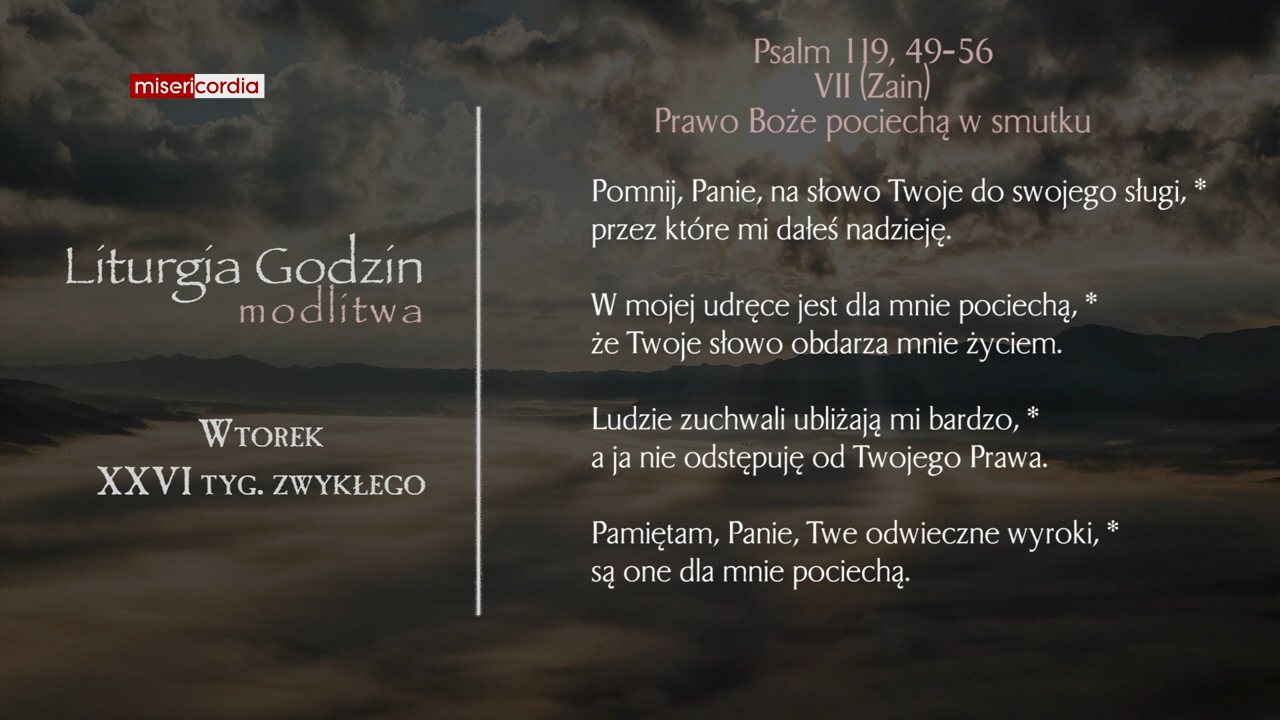 misericordia
Liturgia Godzin
modlitwa
Wtorek
XXVI tyg. zwykłego
Psalm 119, 49-56
VII (Zain)
Prawo Boże pociechą w smutku
Pomnij, Panie, na słowo Twoje do swojego sługi, *
przez które mi dałeś nadzieję.
W mojej udręce jest dla mnie pociechą, *
że Twoje słowo obdarza mnie życiem.
Ludzie zuchwali ubliżają mi bardzo, *
a ja nie odstępuję od Twojego Prawa.
Pamiętam, Panie, Twe odwieczne wyroki, *
są one dla mnie pociechą.